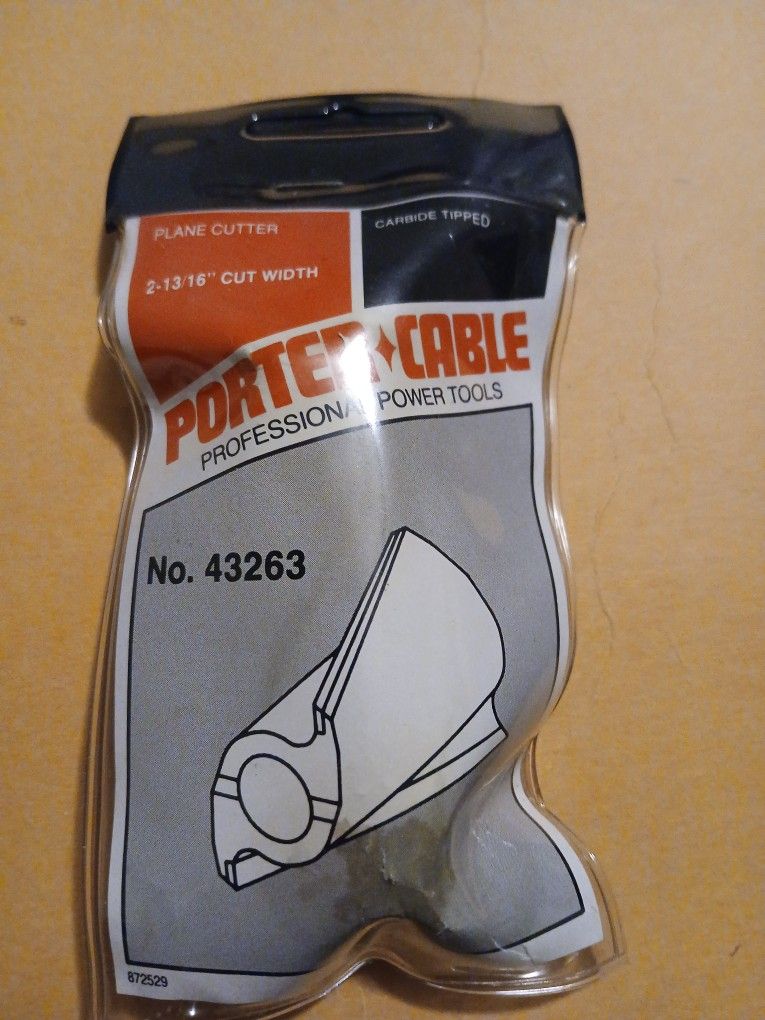 PLANE CUTTER
2-13/16" CUT WIDTH
CARBIDE TIPPED
PORTER✦CABLE
PROFESSIONAL POWER TOOLS
No. 43263
872529